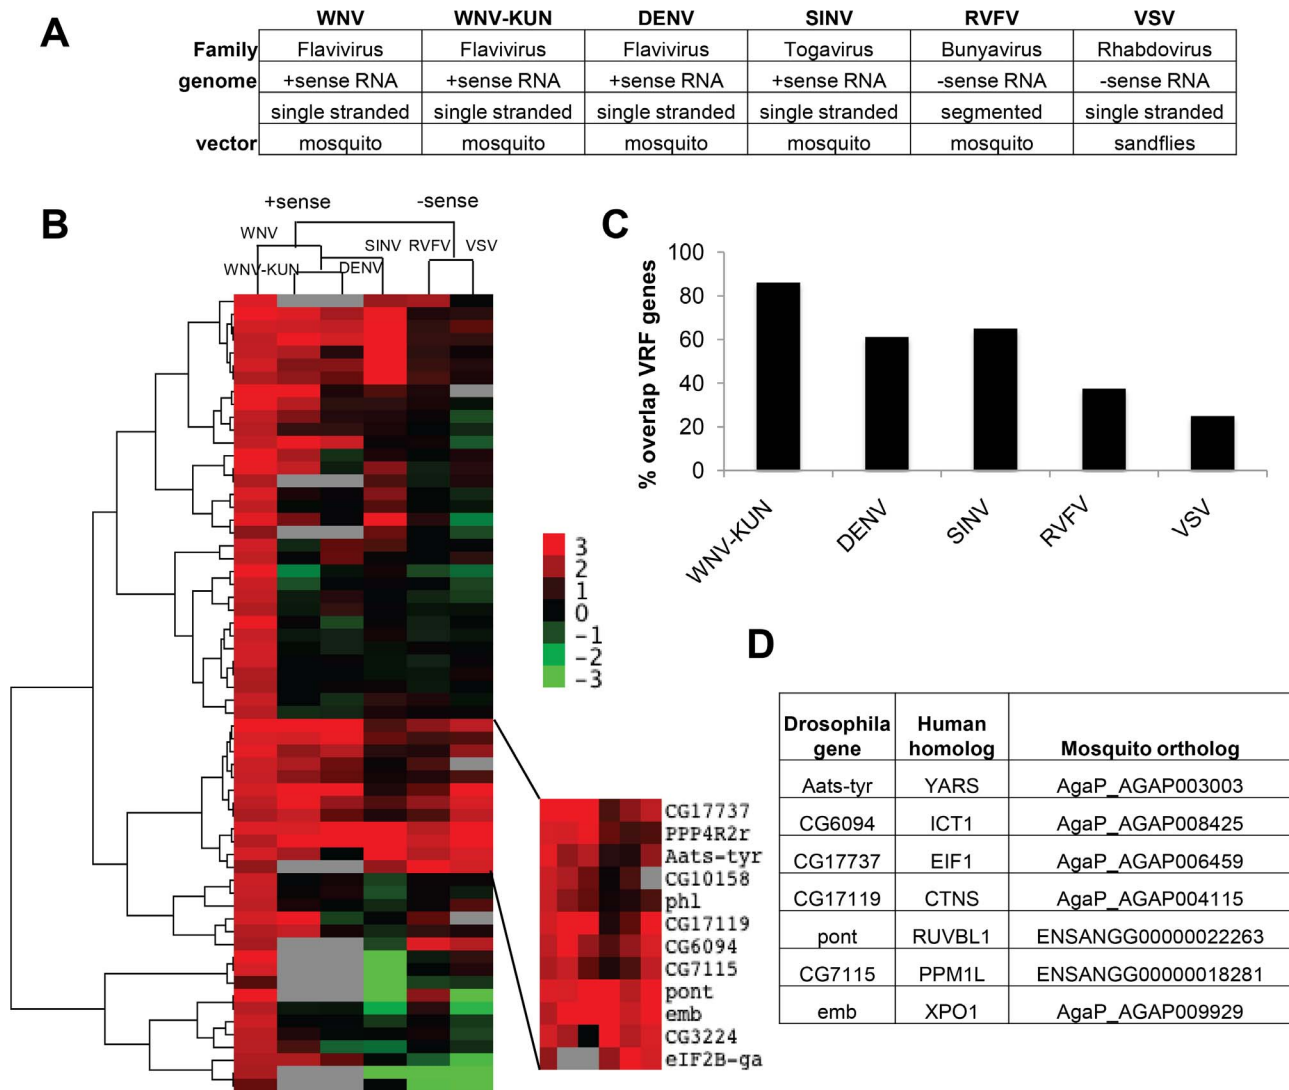 A
WNV WNV-KUN DENV SINV RVFV VSV
Family Flavivirus Flavivirus Flavivirus Togavirus Bunyavirus Rhabdovirus
genome +sense RNA +sense RNA +sense RNA +sense RNA -sense RNA -sense RNA
single stranded single stranded single stranded single stranded segmented single stranded
vector mosquito mosquito mosquito mosquito mosquito sandflies
B
+sense -sense
WNV
SINV RVFV VSV
WNV-KUN DENV
3
2
1
0
-1
-2
-3
CG17737
PPP4R2r
Aats-tyr
CG10158
phl
CG17119
CG6094
CG7115
pont
emb
CG3224
eIF2B-ga
C
% overlap VRF genes
100
80
60
40
20
0
WNV-KUN DENV SINV RVFV VSV
D
Drosophila gene Human homolog Mosquito ortholog
Aats-tyr YARS AgaP_AGAP003003
CG6094 ICT1 AgaP_AGAP008425
CG17737 EIF1 AgaP_AGAP006459
CG17119 CTNS AgaP_AGAP004115
pont RUVBL1 ENSANGG00000022263
CG7115 PPM1L ENSANGG00000018281
emb XPO1 AgaP_AGAP009929